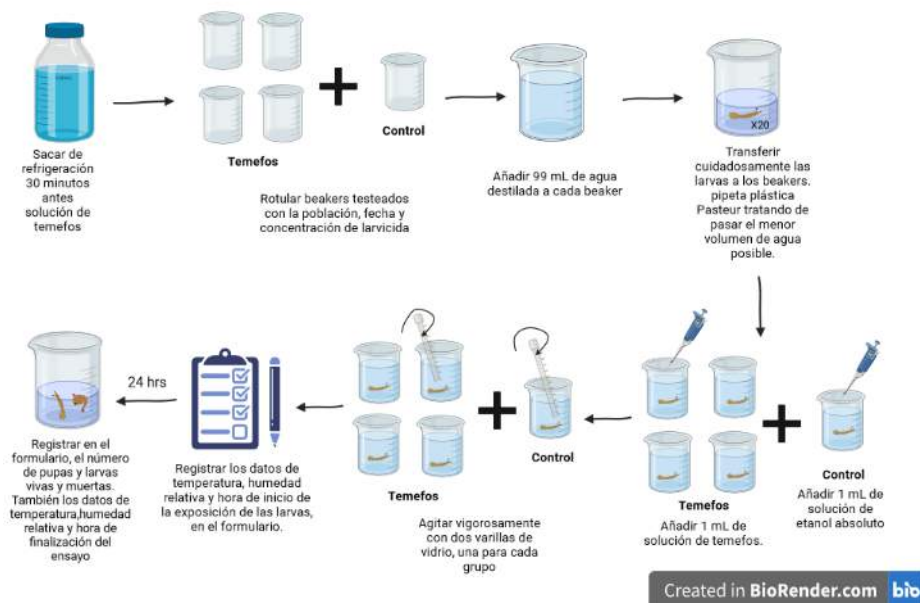 Sacar de
refrigeración
30 minutos
antes
solución de
temefos
Temefos
Control
Rotular beakers testeados
con la población, fecha y
concentración de larvicida
Añadir 99 mL de agua
destilada a cada beaker
X20
Transferir
cuidadosamente las
larvas a los beakers.
pipeta plástica
Pasteur tratando de
pasar el menor
volumen de agua
posible.
Temefos
Añadir 1 mL de
solución de temefos.
Control
Añadir 1 mL de
solución de
etanol absoluto
Temefos
Control
Agitar vigorosamente
con dos varillas de
vidrio, una para cada
grupo
Registrar los datos de
temperatura, humedad
relativa y hora de inicio de
la exposición de las larvas,
en el formulario.
24 hrs
Registrar en el
formulario, el número
de pupas y larvas
vivas y muertas.
También los datos de
temperatura,humedad
relativa y hora de
finalización del
ensayo
Created in BioRender.com bio